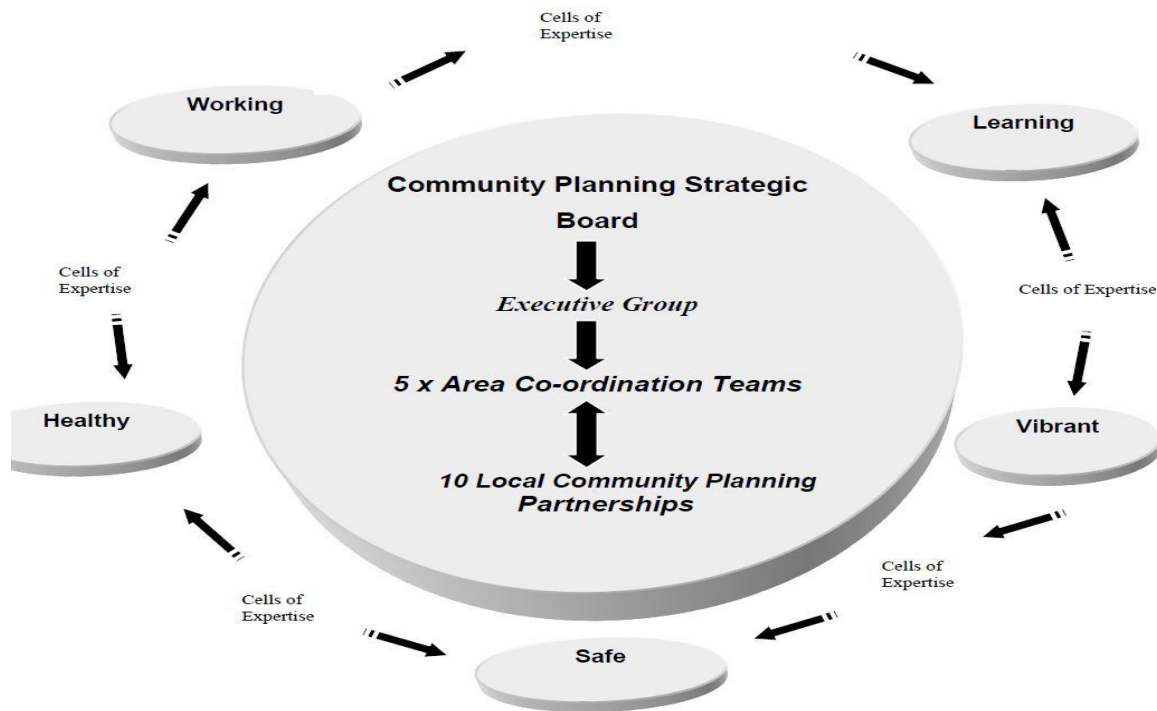 Cells of
Expertise
Working
Learning
Community Planning Strategic
Board
Cells of
Expertise
Executive Group
Cells of Expertise
5 x Area Co-ordination Teams
Healthy
Vibrant
10 Local Community Planning
Partnerships
Cells of
Expertise
Cells of
Expertise
Safe